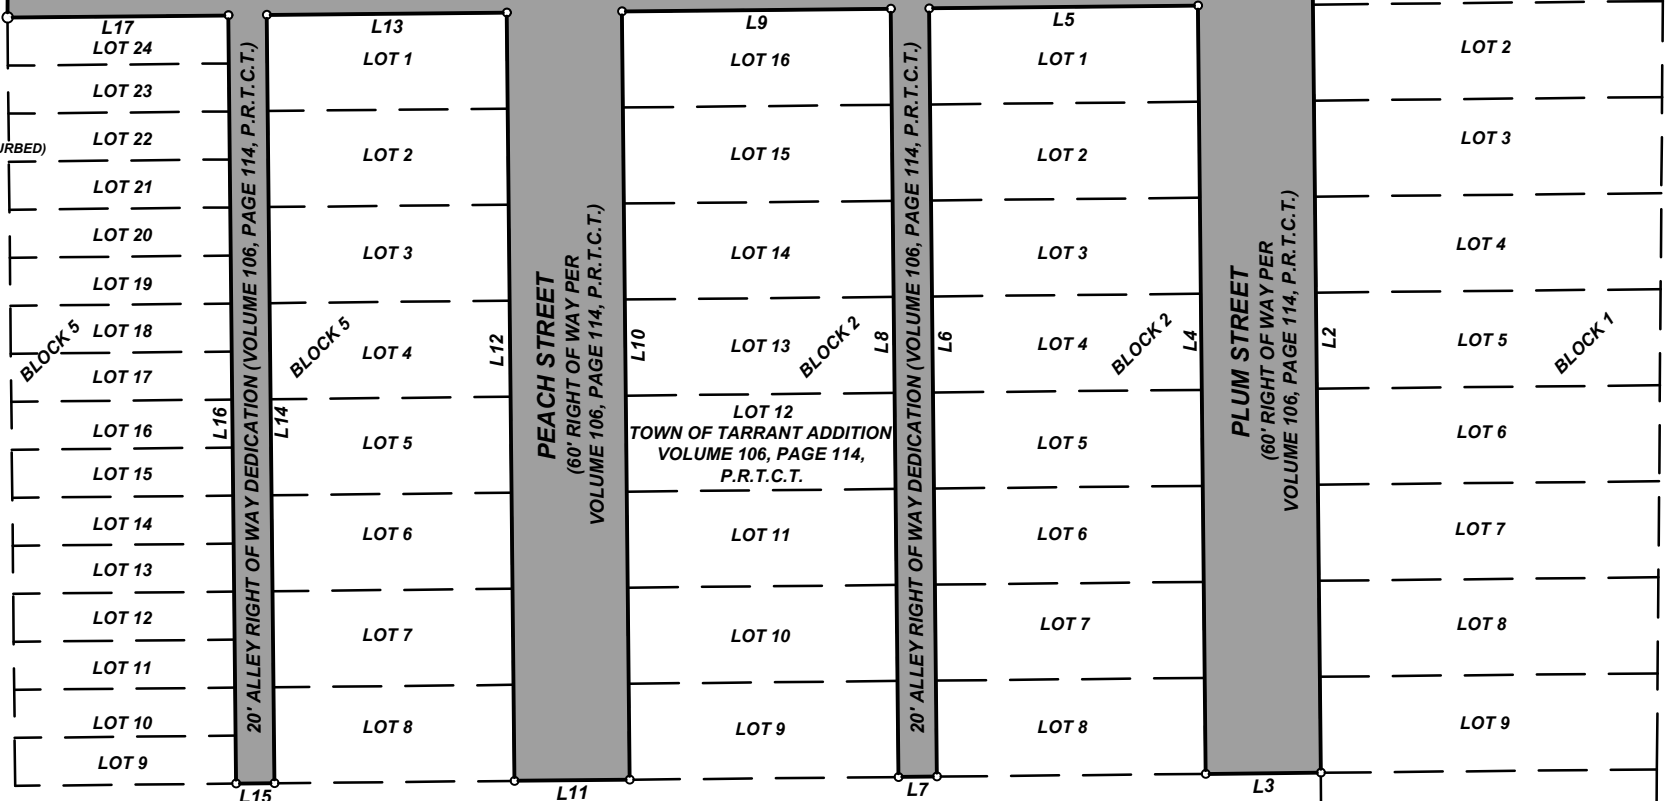 L17
LOT 24
LOT 23
LOT 22
LOT 21
LOT 20
LOT 19
LOT 18
LOT 17
LOT 16
LOT 15
LOT 14
LOT 13
LOT 12
LOT 11
LOT 10
LOT 9
BLOCK 5
L16
20' ALLEY RIGHT OF WAY DEDICATION (VOLUME 106, PAGE 114, P.R.T.C.T.)
L15
L14
L13
LOT 1
LOT 2
LOT 3
LOT 4
LOT 5
LOT 6
LOT 7
LOT 8
BLOCK 5
L12
PEACH STREET
(60' RIGHT OF WAY PER
VOLUME 106, PAGE 114, P.R.T.C.T.)
L11
L10
L9
LOT 16
LOT 15
LOT 14
LOT 13
LOT 12
TOWN OF TARRANT ADDITION
VOLUME 106, PAGE 114,
P.R.T.C.T.
LOT 11
LOT 10
LOT 9
BLOCK 2
L8
20' ALLEY RIGHT OF WAY DEDICATION (VOLUME 106, PAGE 114, P.R.T.C.T.)
L7
L6
L5
LOT 1
LOT 2
LOT 3
LOT 4
LOT 5
LOT 6
LOT 7
LOT 8
BLOCK 2
L4
PLUM STREET
(60' RIGHT OF WAY PER
VOLUME 106, PAGE 114, P.R.T.C.T.)
L3
L2
LOT 2
LOT 3
LOT 4
LOT 5
LOT 6
LOT 7
LOT 8
LOT 9
BLOCK 1